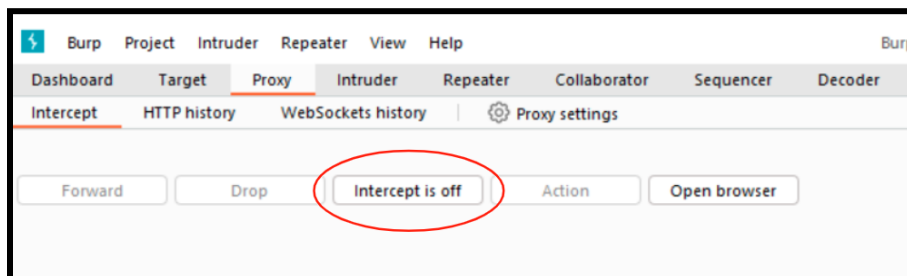 Burp Project Intruder Repeater View Help
Dashboard Target Proxy Intruder Repeater Collaborator Sequencer Decoder
Intercept HTTP history WebSockets history Proxy settings
Forward Drop Intercept is off Action Open browser